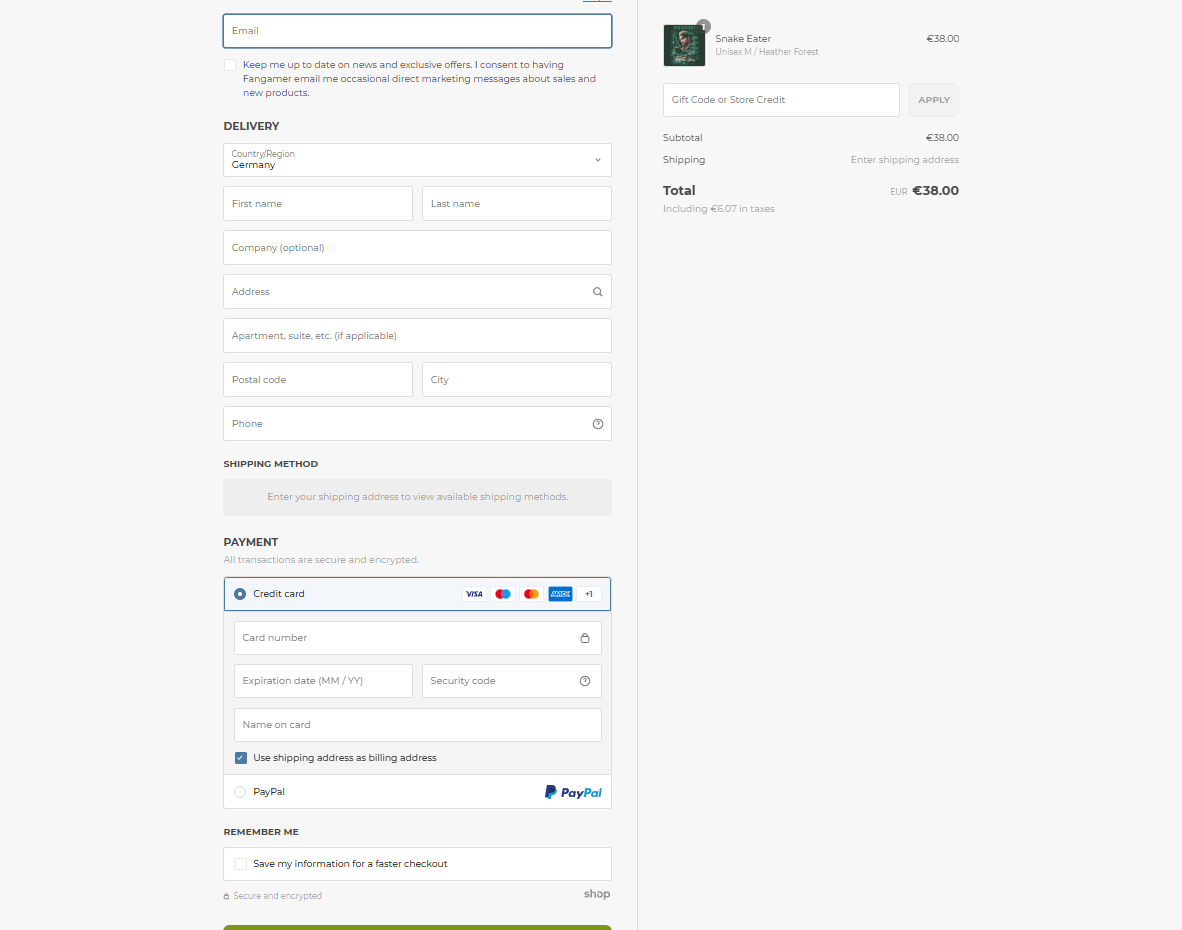 Email
Keep me up to date on news and exclusive offers. I consent to having
Fangamer email me occasional direct marketing messages about sales and
new products.
DELIVERY
Country/Region
Germany
First name
Last name
Company (optional)
Address
Apartment, suite, etc. (if applicable)
Postal code
City
Phone
SHIPPING METHOD
Enter your shipping address to view available shipping methods.
PAYMENT
All transactions are secure and encrypted.
Credit card
VISA
AMEX
+1
Card number
Expiration date (MM / YY)
Security code
Name on card
Use shipping address as billing address
PayPal
PayPal
REMEMBER ME
Save my information for a faster checkout
Secure and encrypted
shop
1
Snake Eater
€38.00
Unisex M / Heather Forest
Gift Code or Store Credit
APPLY
Subtotal
€38.00
Shipping
Enter shipping address
Total
EUR €38.00
Including €6.07 in taxes